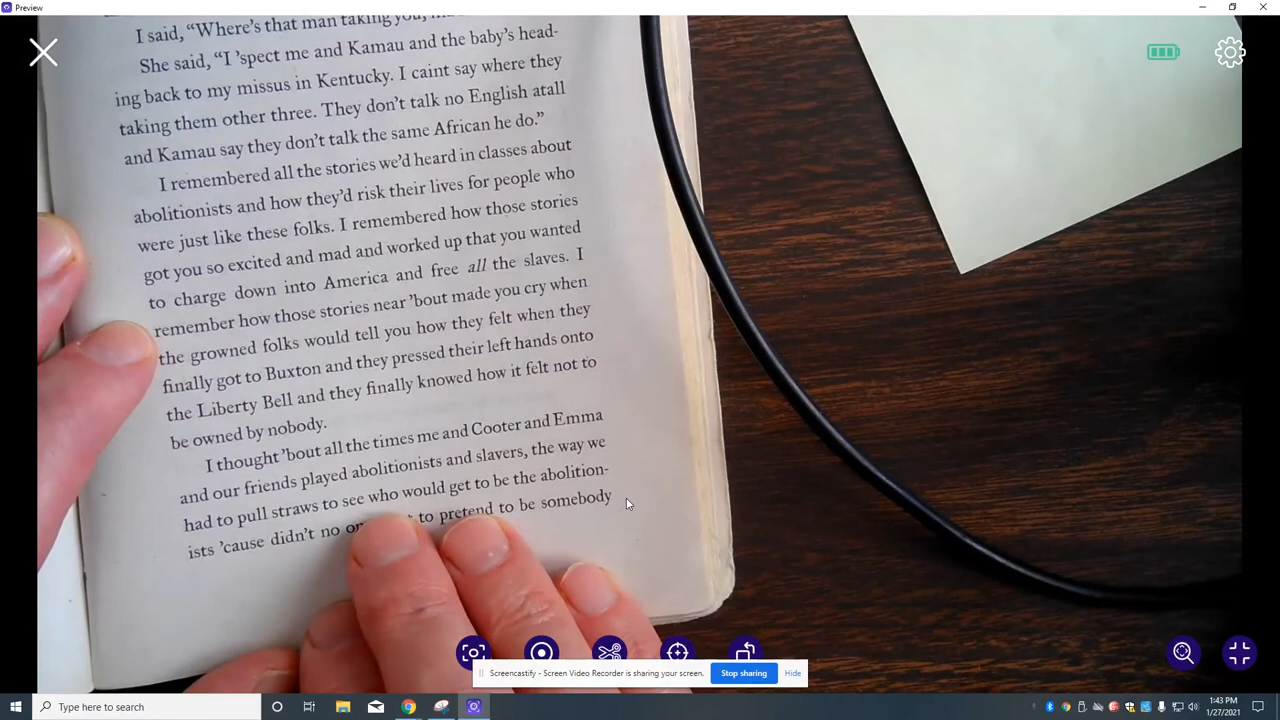 Preview
I said, “Where’s that man taking you,
She said, “I ’spect me and Kamau and the baby’s head-
ing back to my missus in Kentucky. I caint say where they
taking them other three. They don’t talk no English atall
and Kamau say they don’t talk the same African he do.”
I remembered all the stories we’d heard in classes about
abolitionists and how they’d risk their lives for people who
were just like these folks. I remembered how those stories
got you so excited and mad and worked up that you wanted
to charge down into America and free all the slaves. I
remember how those stories near ’bout made you cry when
the growned folks would tell you how they felt when they
finally got to Buxton and they pressed their left hands onto
the Liberty Bell and they finally knowed how it felt not to
be owned by nobody.
I thought ’bout all the times me and Cooter and Emma
and our friends played abolitionists and slavers, the way we
had to pull straws to see who would get to be the abolition-
ists ’cause didn’t no to pretend to be somebody
Screencastify - Screen Video Recorder is sharing your screen.
Stop sharing
Hide
Type here to search
1:43 PM
1/27/2021